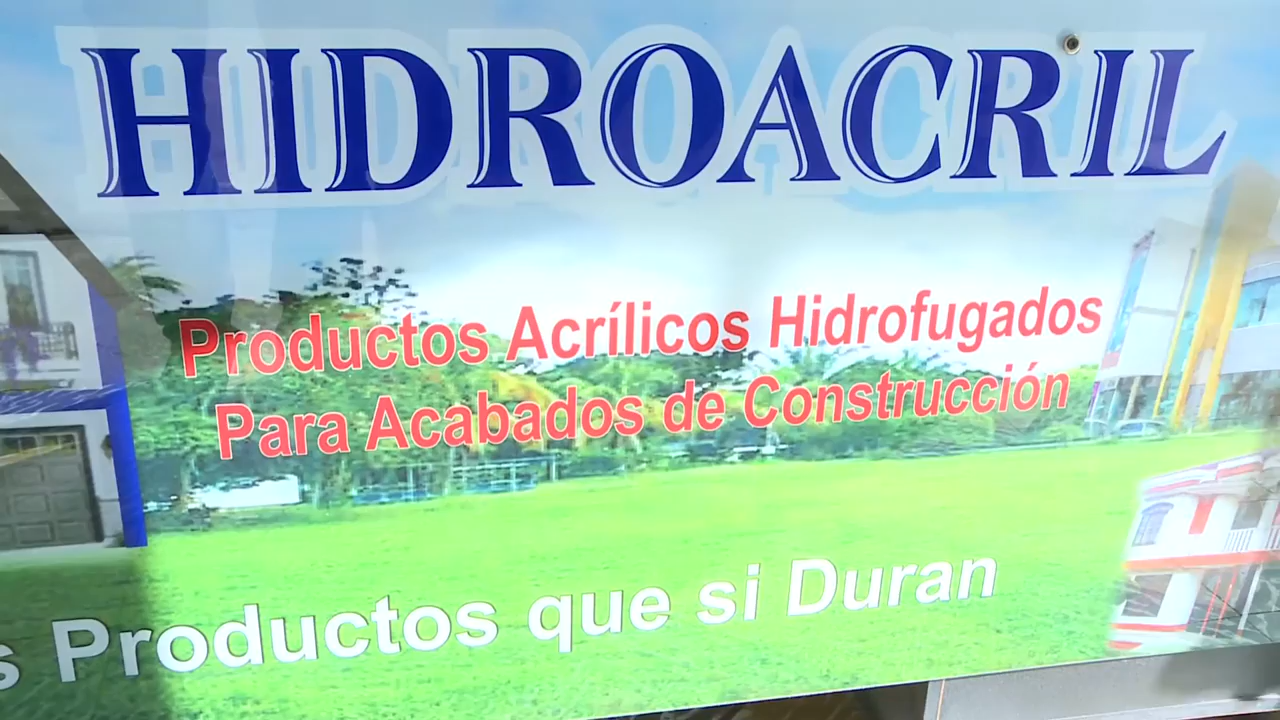 HIDROACRIL
Productos Acrílicos Hidrofugados
Para Acabados de Construcción
s Productos que si Duran